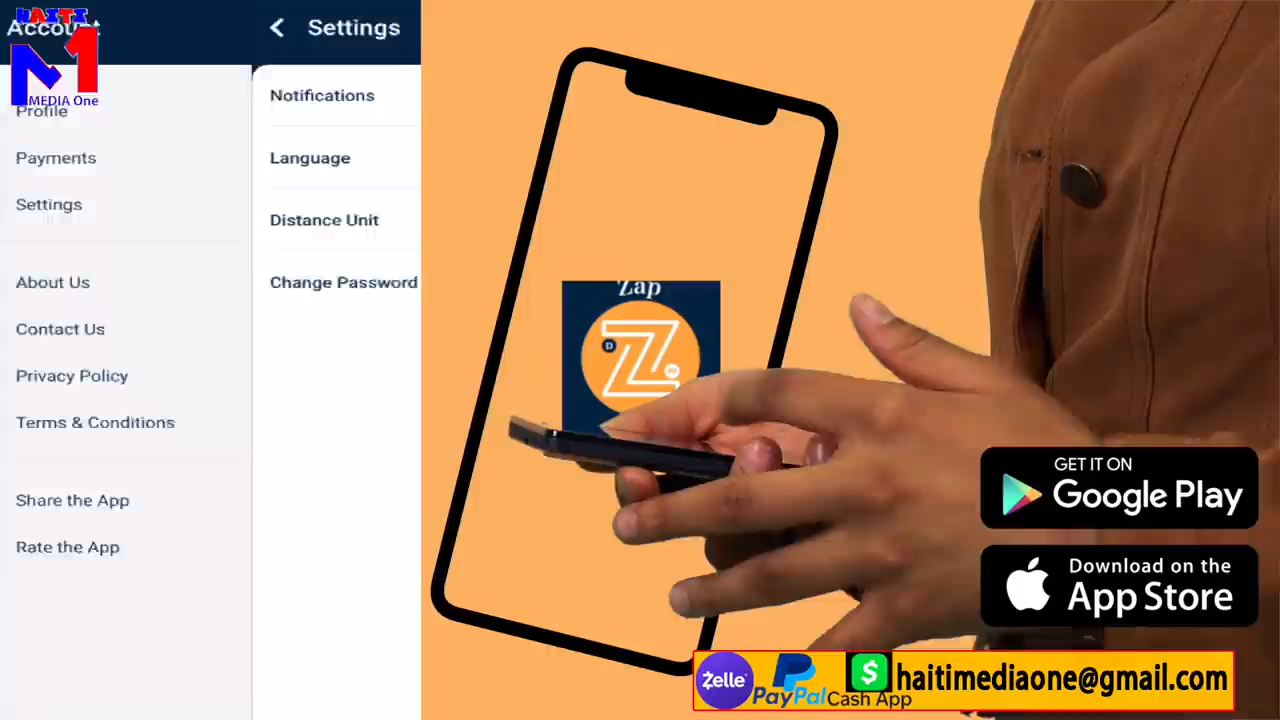 HAITI
M1
MEDIA One
Account
Profile
Payments
Settings
About Us
Contact Us
Privacy Policy
Terms & Conditions
Share the App
Rate the App
Settings
Notifications
Language
Distance Unit
Change Password
Zap
D
Z
GET IT ON
Google Play
Download on the
App Store
Zelle
PayPal
$
Cash App
haitimediaone@gmail.com